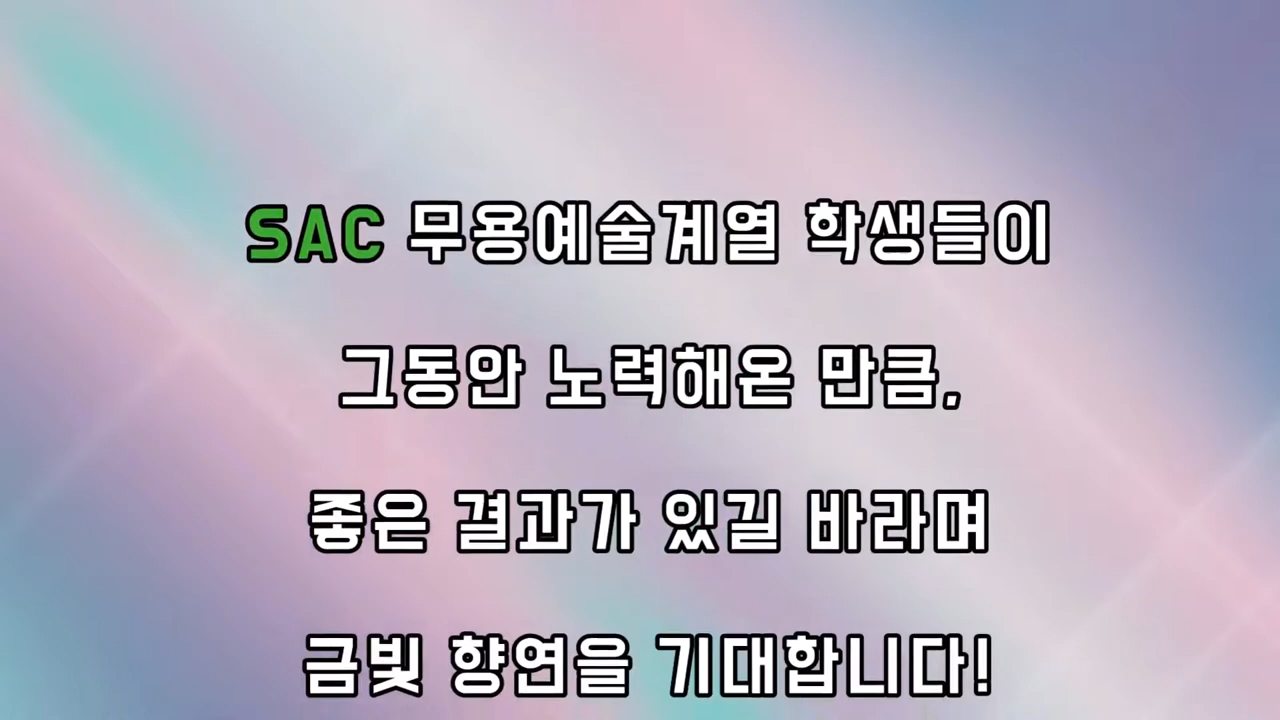 SAC 무용예술계열 학생들이
그동안 노력해온 만큼,
좋은 결과가 있길 바라며
금빛 향연을 기대합니다!